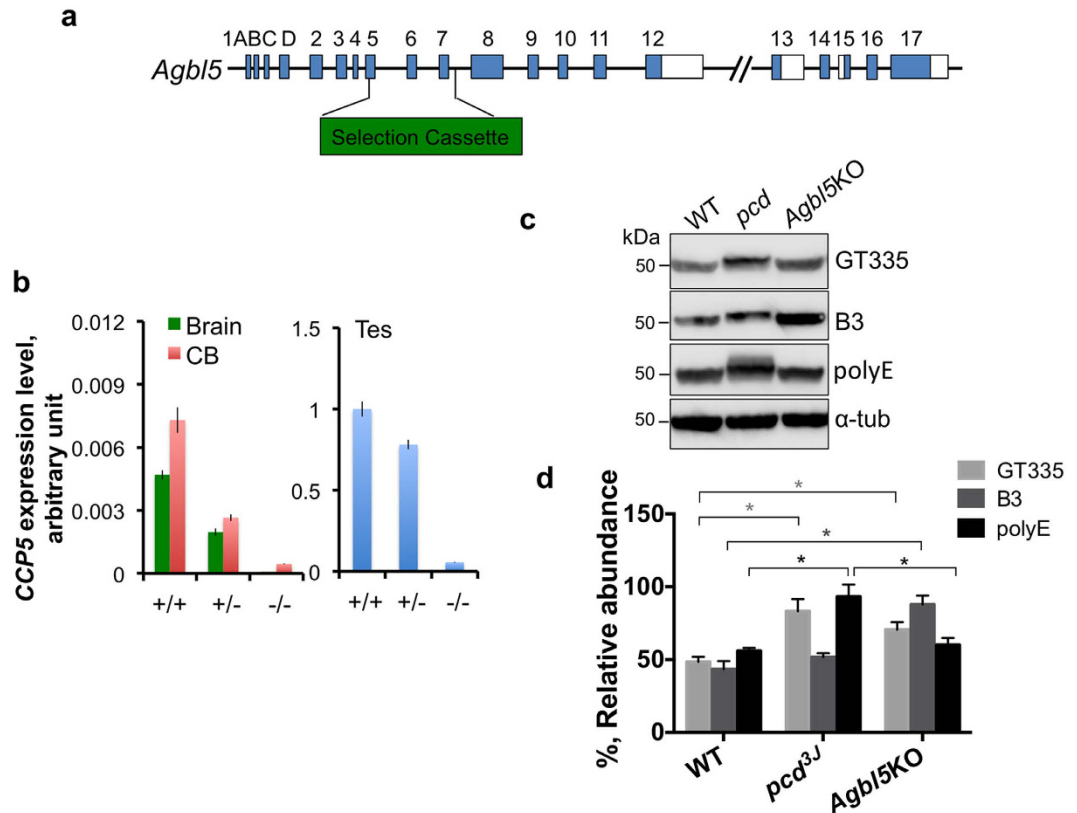 a
1A B C D 2 3 4 5 6 7 8 9 10 11 12 13 14 15 16 17
Agbl5
Selection Cassette
b
CCP5 expression level,
arbitrary unit
0.012
0.009
0.006
0.003
0
Brain
CB
+/+ +/- -/-
Tes
1.5
1
0.5
0
+/+ +/- -/-
c
WT pcd Agbl5KO
kDa
50 GT335
50 B3
50 polyE
50 α-tub
d
GT335
B3
polyE
%, Relative abundance
150
100
50
0
*
*
*
* *
WT pcd3J Agbl5KO